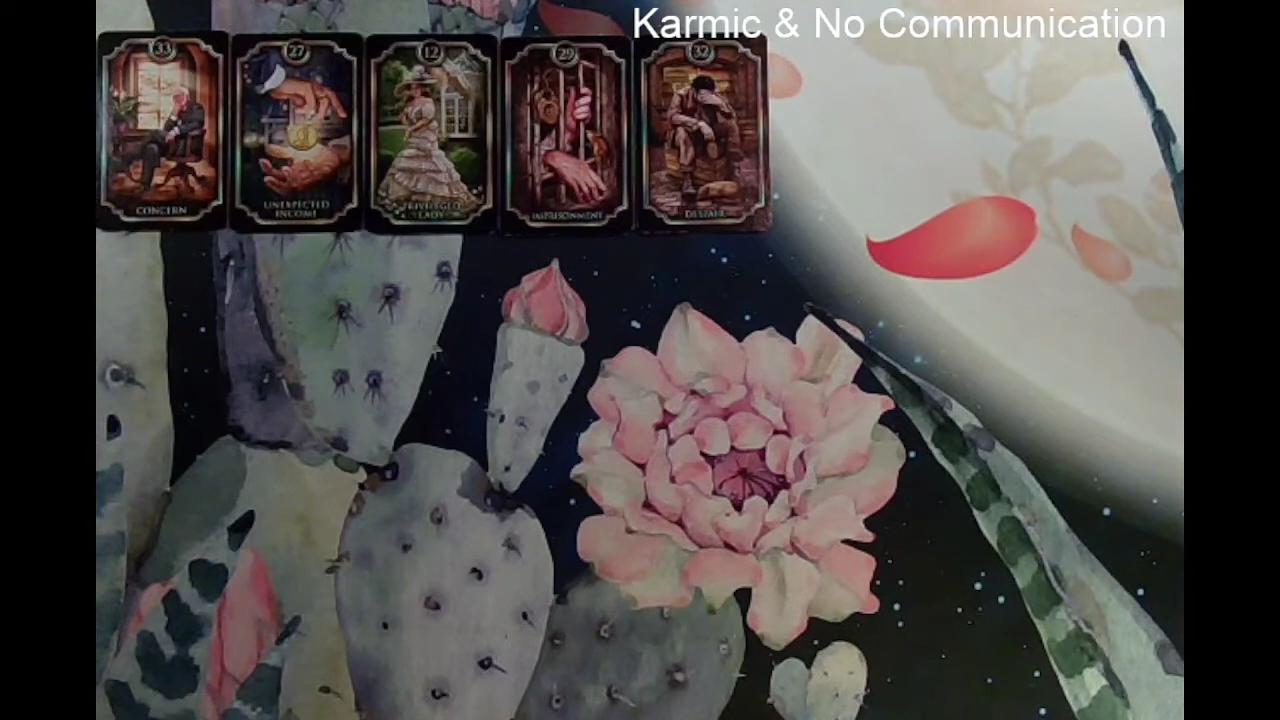 Karmic & No Communication
33
27
12
29
32
CONCERN
UNEXPECTED
INCOME
PRIVILEGED
LADY
IMPRISONMENT
DESPAIR